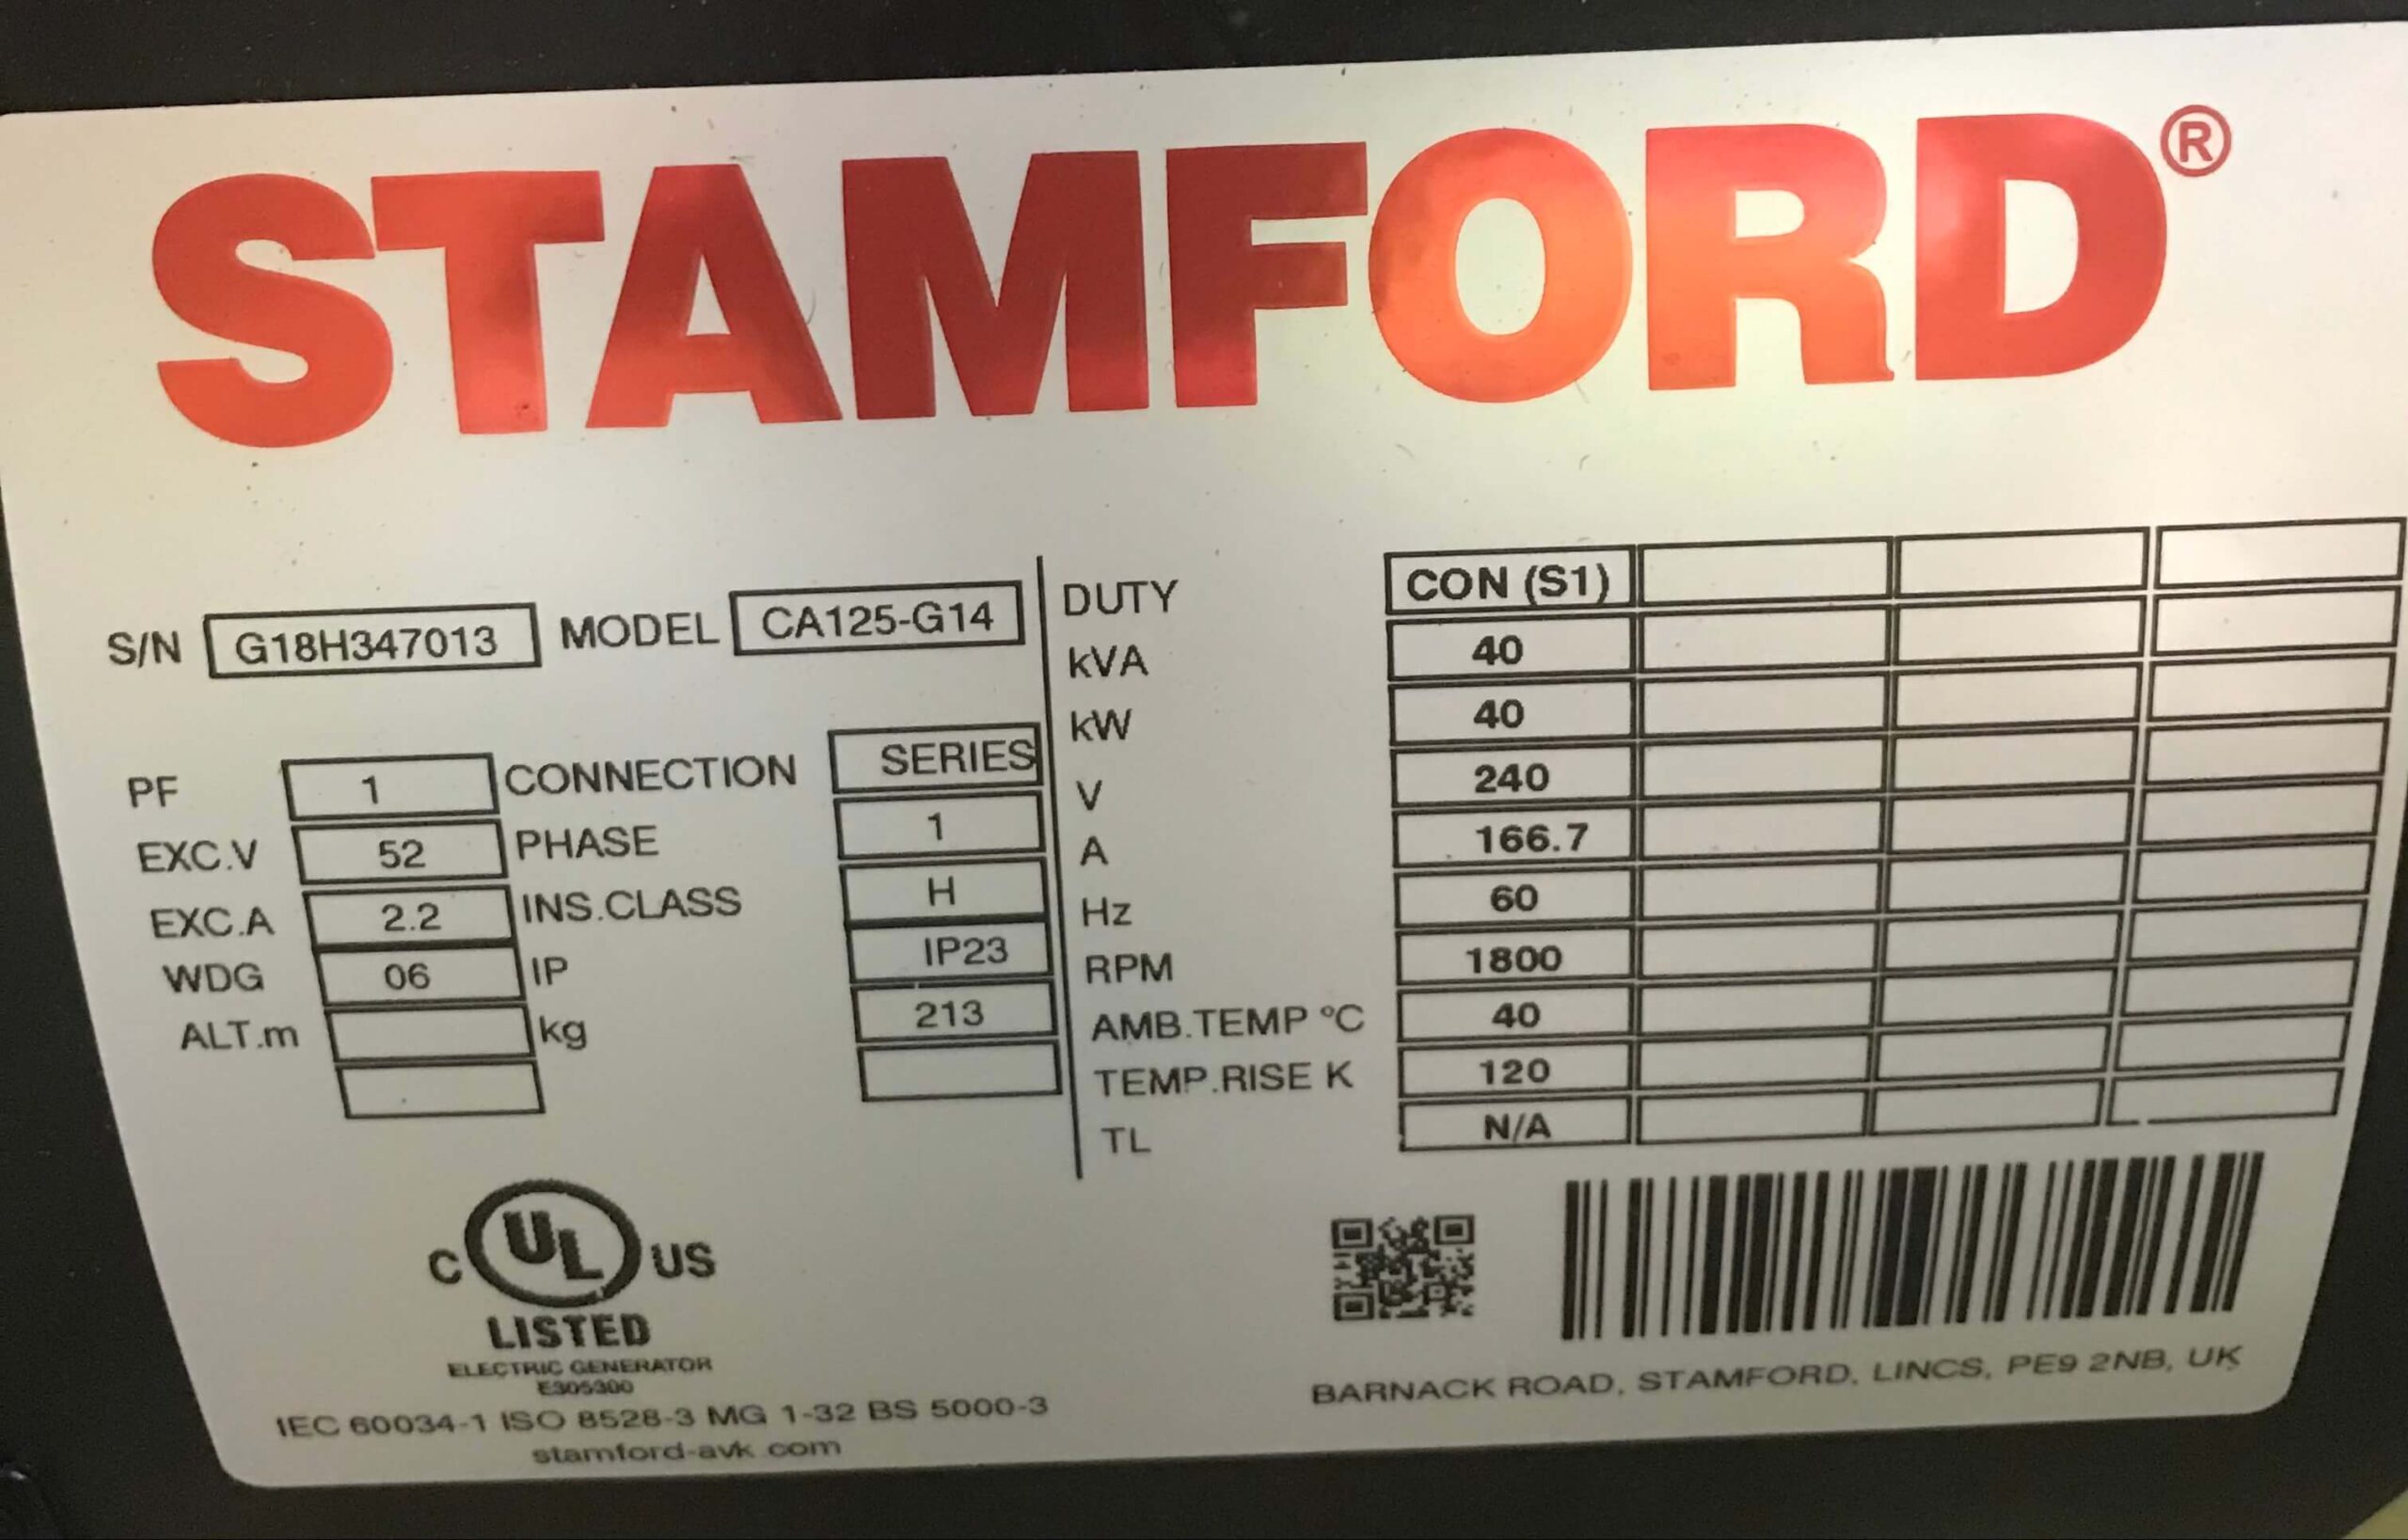 STAMFORD®
S/N G18H347013 MODEL CA125-G14
PF 1 CONNECTION SERIES
EXC.V 52 PHASE 1
EXC.A 2.2 INS.CLASS H
WDG 06 IP IP23
ALT.m kg 213
DUTY CON (S1)
kVA 40
kW 40
V 240
A 166.7
Hz 60
RPM 1800
AMB.TEMP °C 40
TEMP.RISE K 120
TL N/A
C UL US
LISTED
ELECTRIC GENERATOR
E305300
IEC 60034-1 ISO 8528-3 MG 1-32 BS 5000-3
stamford-avk.com
BARNACK ROAD, STAMFORD, LINCS, PE9 2NB, UK